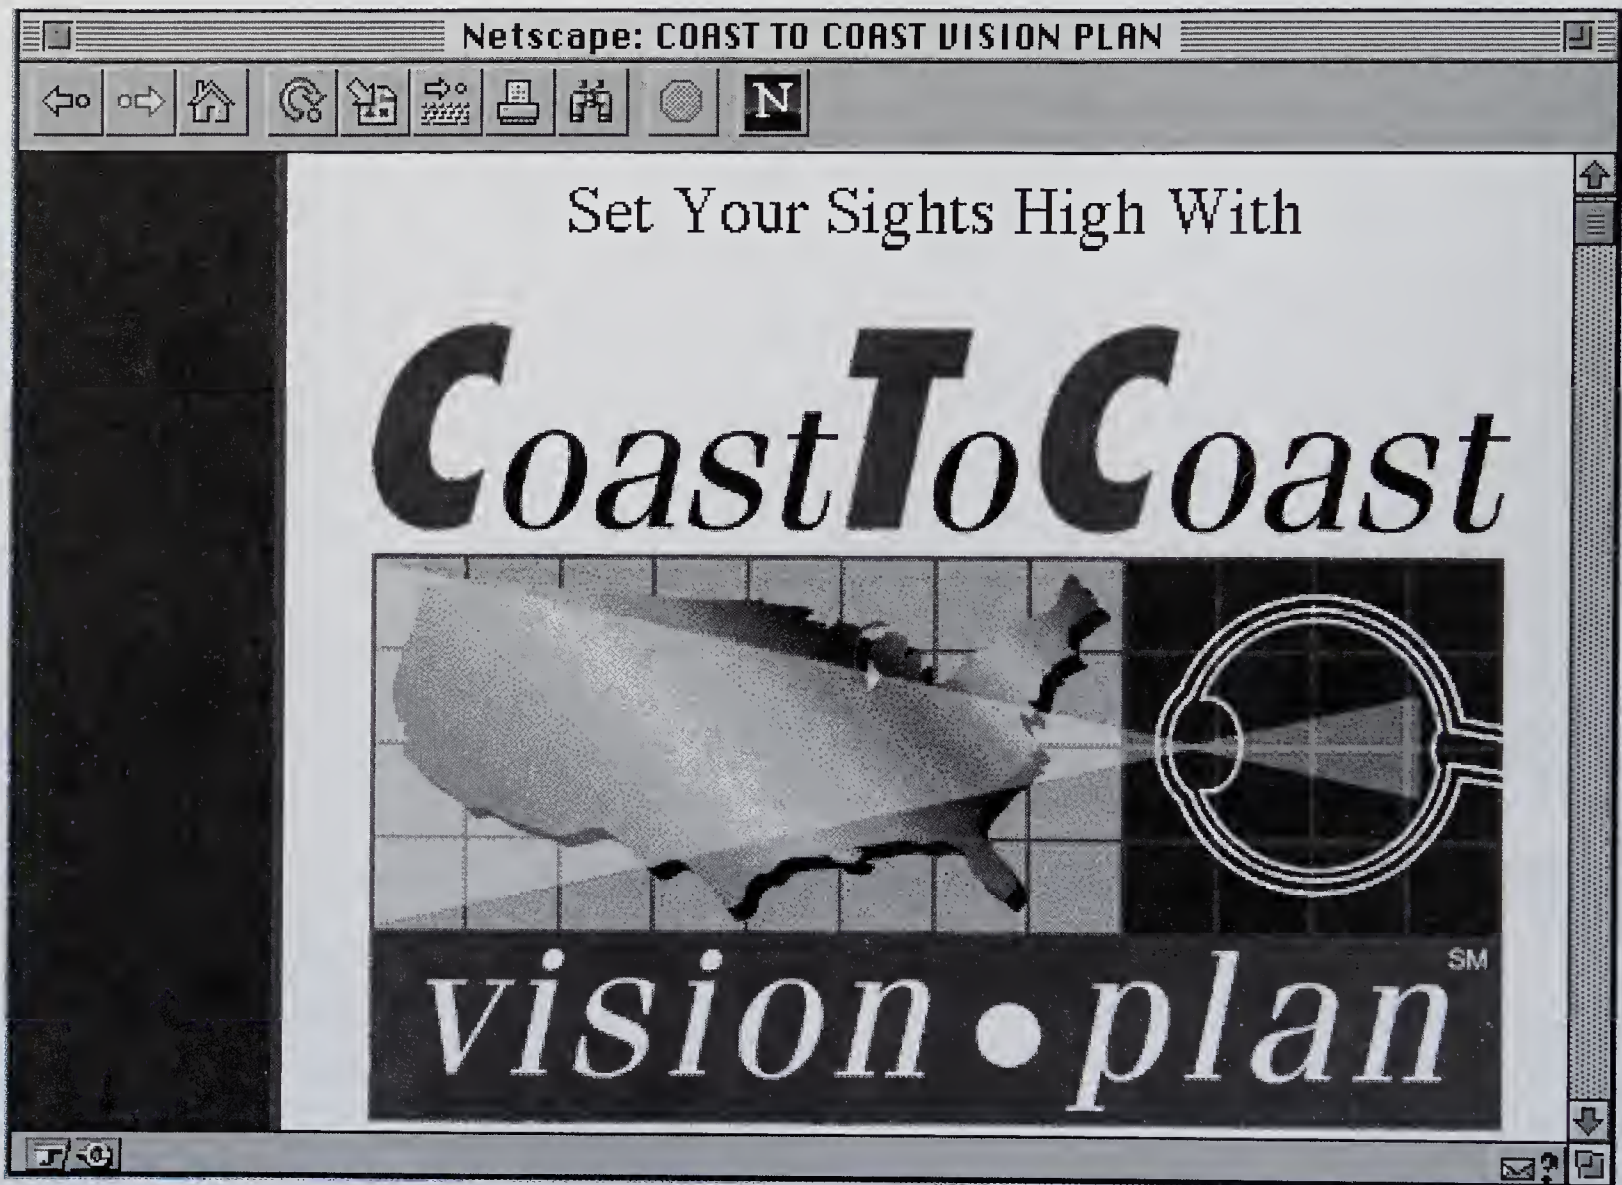 Netscape: COAST TO COAST VISION PLAN
N
Set Your Sights High With
CoastToCoast
vision•plan SM